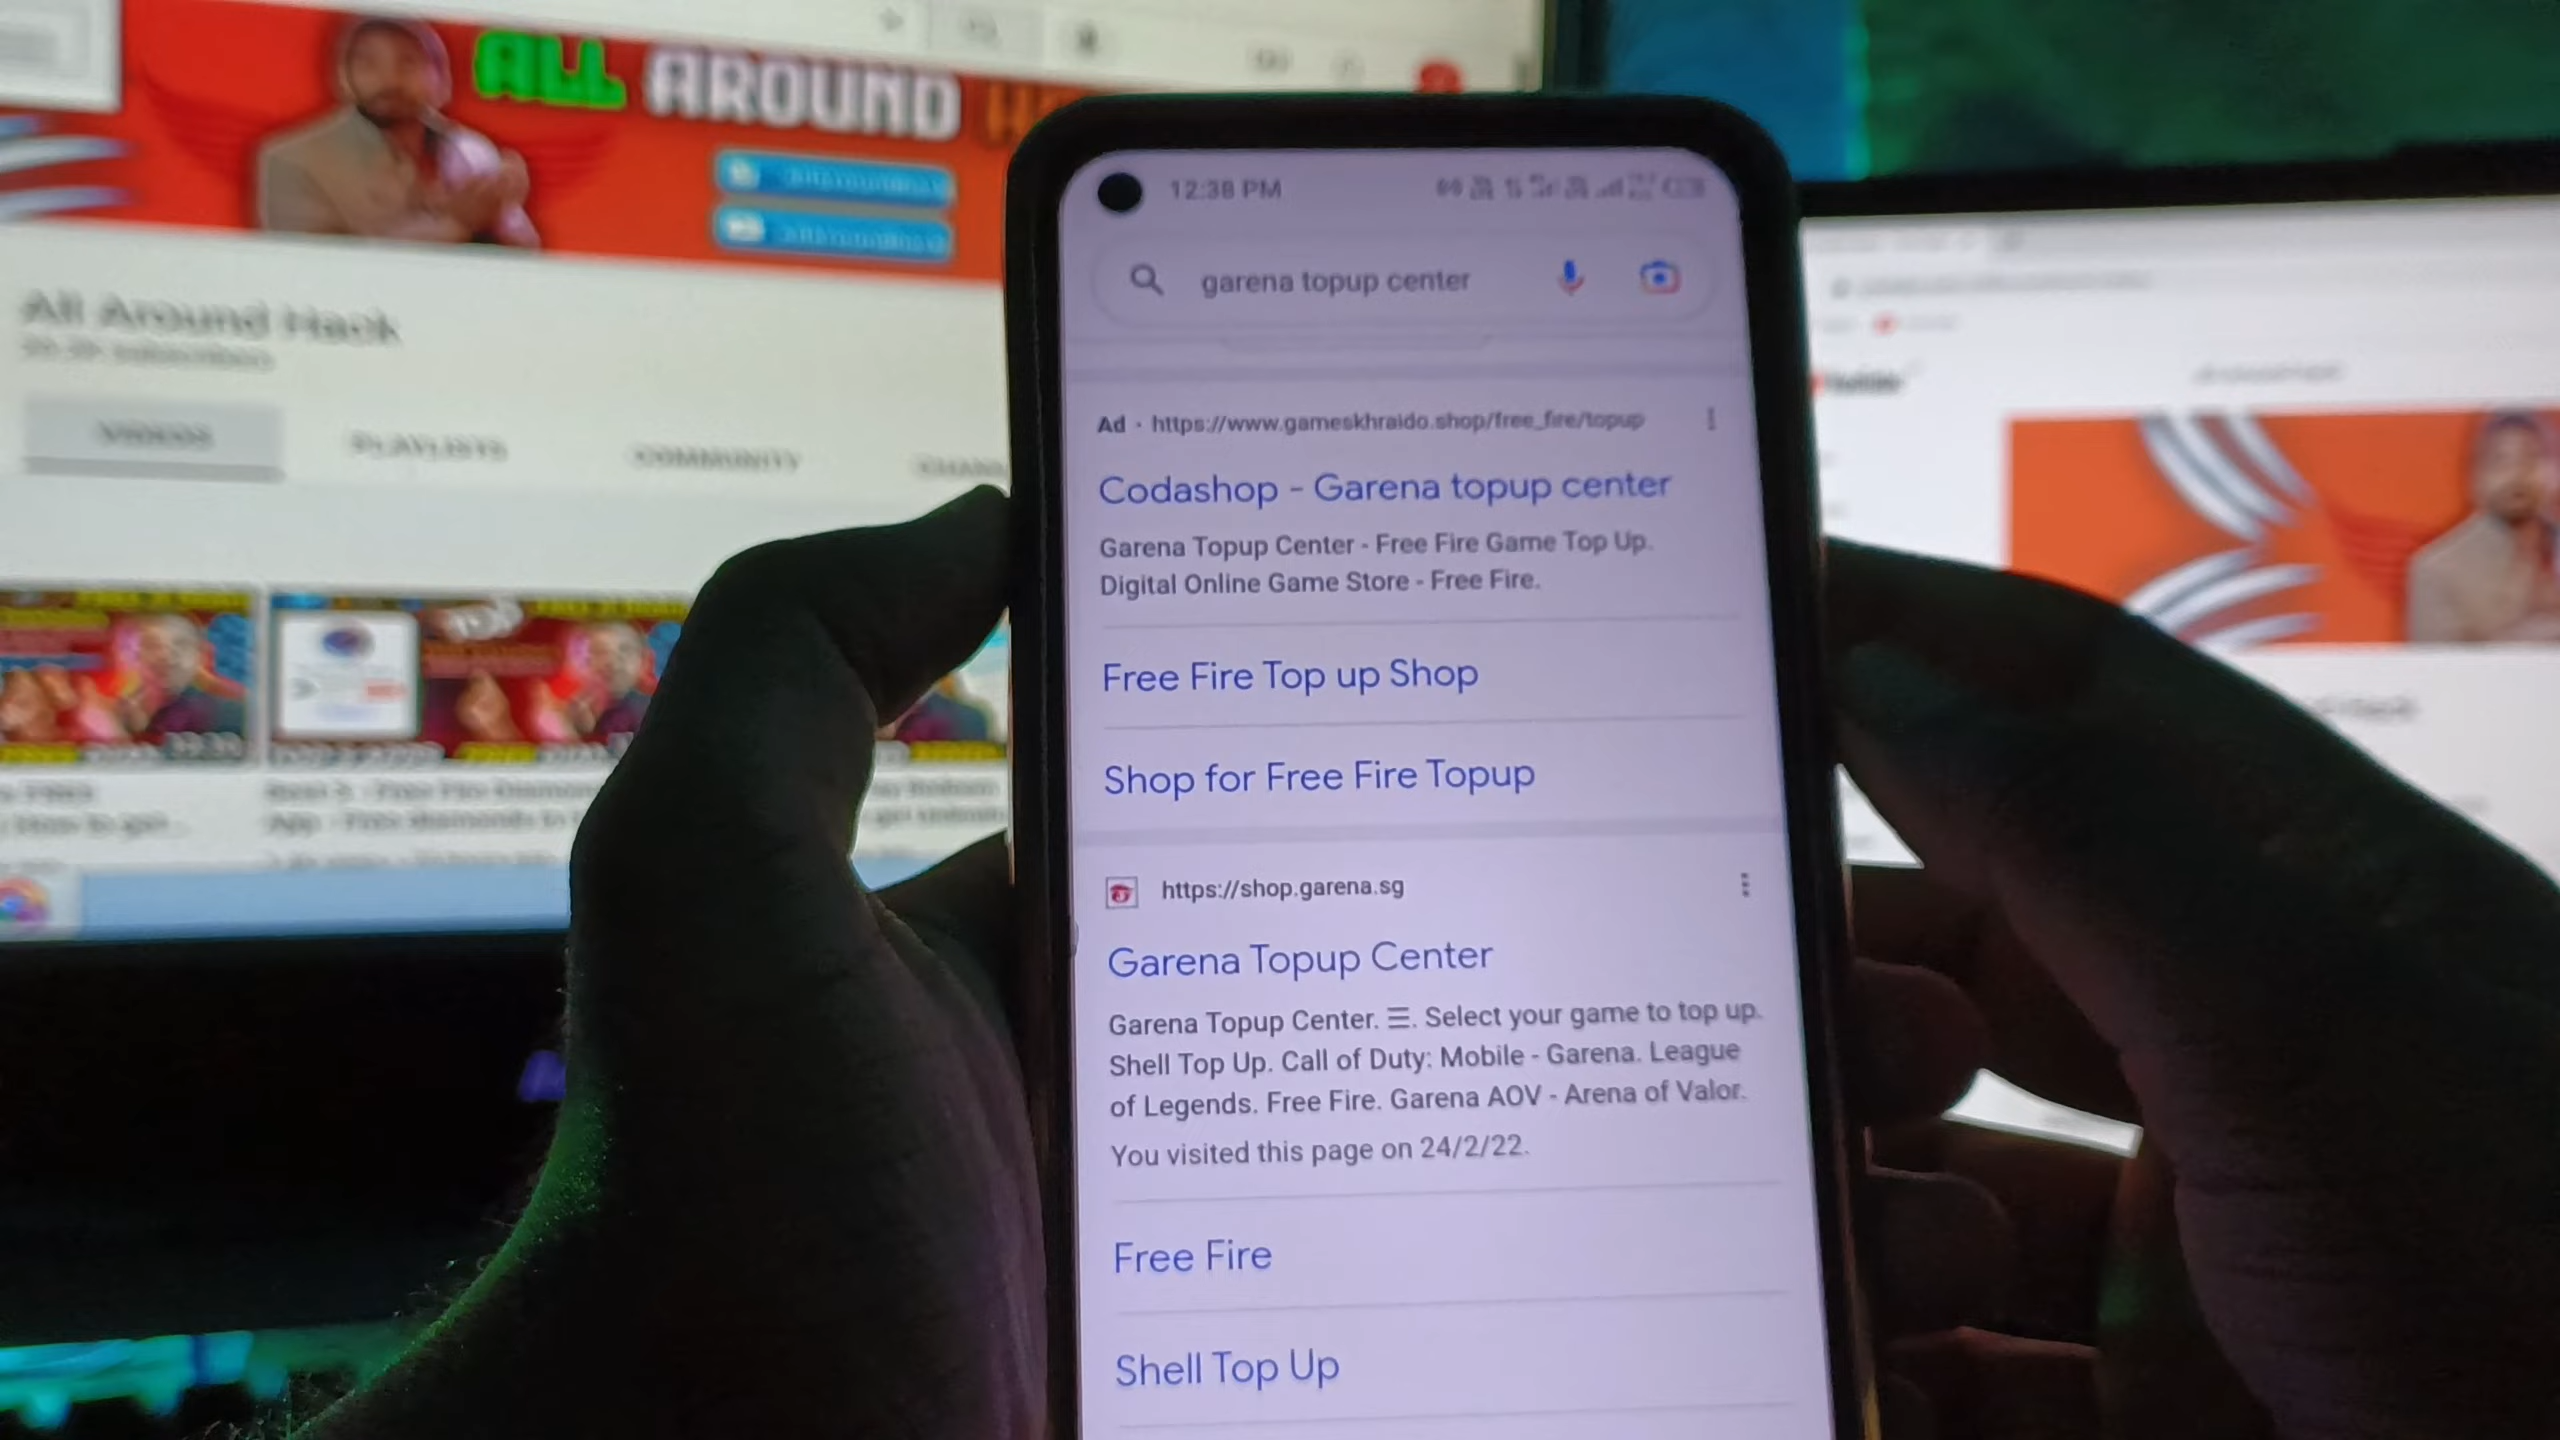 ALL AROUND
All Around Hack
VIDEOS
PLAYLISTS
COMMUNITY
12:38 PM
garena topup center
Ad · https://www.gameskhraido.shop/free_fire/topup
Codashop - Garena topup center
Garena Topup Center - Free Fire Game Top Up.
Digital Online Game Store - Free Fire.
Free Fire Top up Shop
Shop for Free Fire Topup
https://shop.garena.sg
Garena Topup Center
Garena Topup Center. ☰. Select your game to top up.
Shell Top Up. Call of Duty: Mobile - Garena. League
of Legends. Free Fire. Garena AOV - Arena of Valor.
You visited this page on 24/2/22.
Free Fire
Shell Top Up